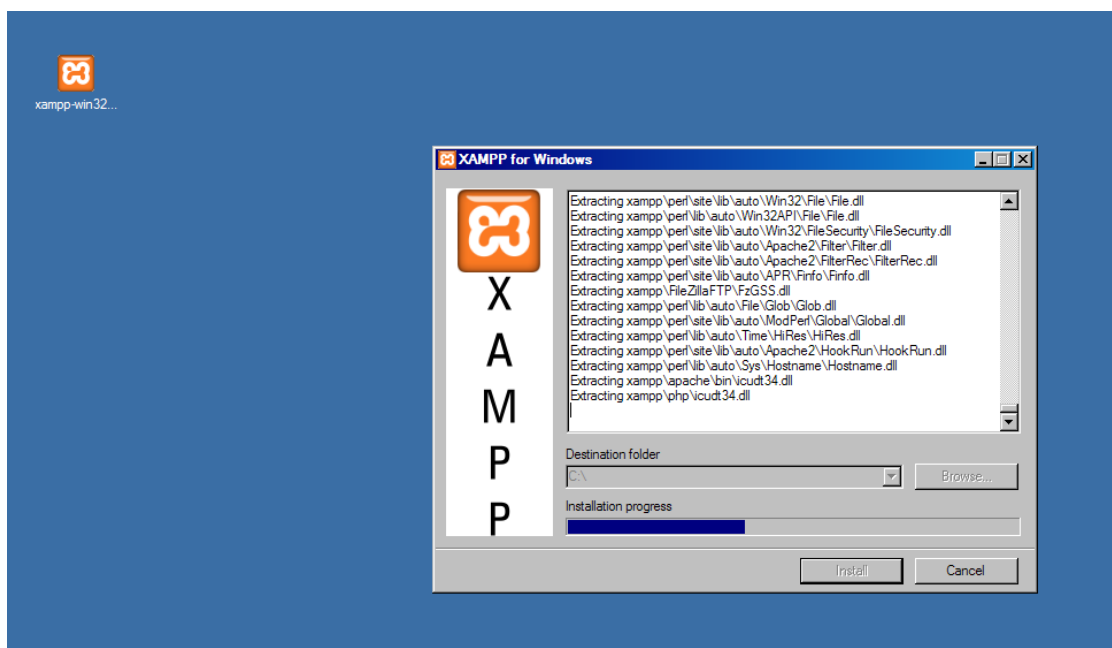 xampp-win32...
XAMPP for Windows
X
A
M
P
P
Extracting xampp\perl\site\lib\auto\Win32\File\File.dll
Extracting xampp\perl\lib\auto\Win32API\File\File.dll
Extracting xampp\perl\site\lib\auto\Win32\FileSecurity\FileSecurity.dll
Extracting xampp\perl\site\lib\auto\Apache2\Filter\Filter.dll
Extracting xampp\perl\site\lib\auto\Apache2\FilterRec\FilterRec.dll
Extracting xampp\perl\site\lib\auto\APR\Finfo\Finfo.dll
Extracting xampp\FileZillaFTP\FzGSS.dll
Extracting xampp\perl\lib\auto\File\Glob\Glob.dll
Extracting xampp\perl\site\lib\auto\ModPerl\Global\Global.dll
Extracting xampp\perl\lib\auto\Time\HiRes\HiRes.dll
Extracting xampp\perl\site\lib\auto\Apache2\HookRun\HookRun.dll
Extracting xampp\perl\lib\auto\Sys\Hostname\Hostname.dll
Extracting xampp\apache\bin\icudt34.dll
Extracting xampp\php\icudt34.dll
Destination folder
C:\
Browse...
Installation progress
Install
Cancel